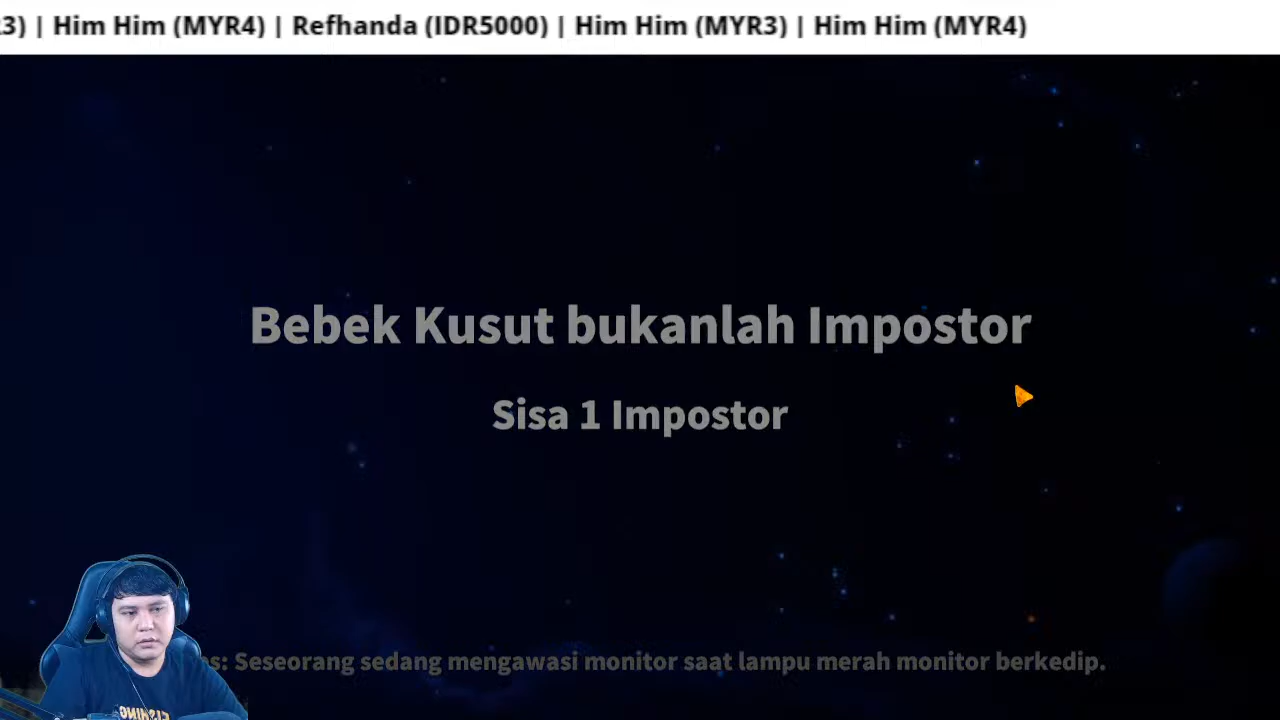 3) | Him Him (MYR4) | Refhanda (IDR5000) | Him Him (MYR3) | Him Him (MYR4)
Bebek Kusut bukanlah Impostor
Sisa 1 Impostor
s: Seseorang sedang mengawasi monitor saat lampu merah monitor berkedip.